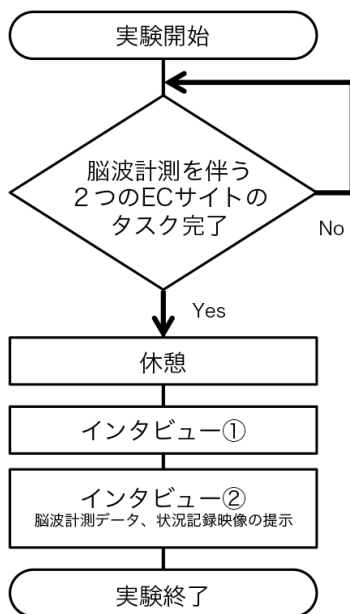 実験開始
脳波計測を伴う
２つのECサイトの
タスク完了
No
Yes
休憩
インタビュー①
インタビュー②
脳波計測データ、状況記録映像の提示
実験終了